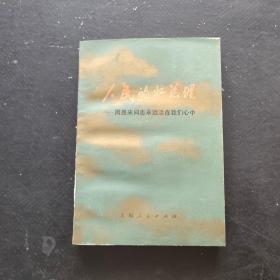 人民的好总理
——周恩来同志永远活在我们心中
上海人民出版社